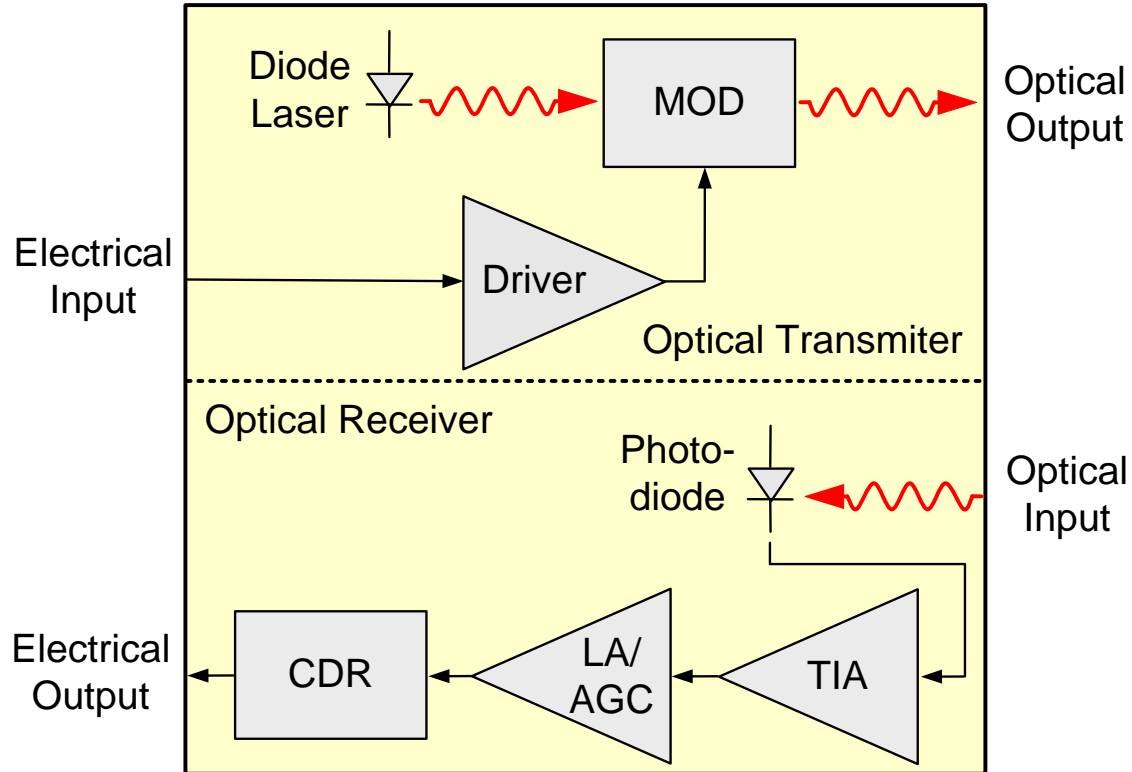 Diode
Laser
MOD
Optical
Output
Electrical
Input
Driver
Optical Transmiter
Optical Receiver
Photo-
diode
Optical
Input
Electrical
Output
CDR
LA/
AGC
TIA